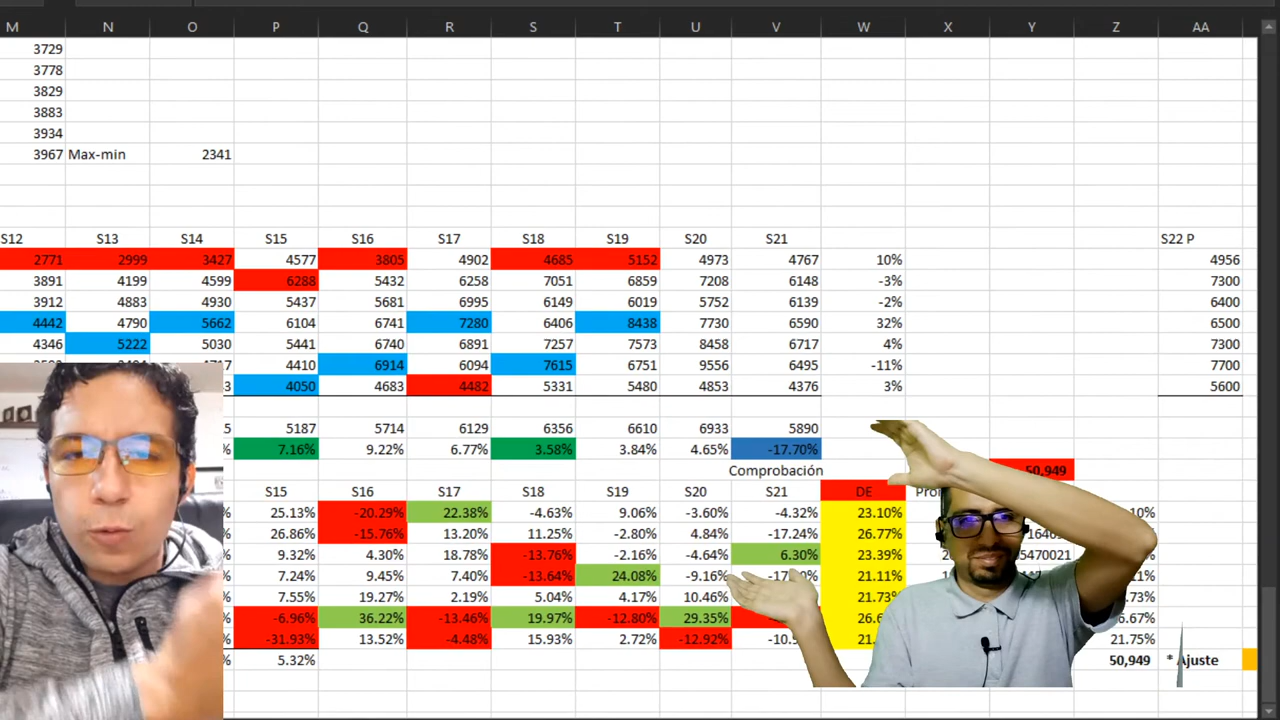 M N O P Q R S T U V W X Y Z AA
3729
3778
3829
3883
3934
3967 Max-min 2341
S12 S13 S14 S15 S16 S17 S18 S19 S20 S21 S22 P
2771 2999 3427 4577 3805 4902 4685 5152 4973 4767 10% 4956
3891 4199 4599 6288 5432 6258 7051 6859 7208 6148 -3% 7300
3912 4883 4930 5437 5681 6995 6149 6019 5752 6139 -2% 6400
4442 4790 5662 6104 6741 7280 6406 8438 7730 6590 32% 6500
4346 5222 5030 5441 6740 6891 7257 7573 8458 6717 4% 7300
4410 6914 6094 7615 6751 9556 6495 -11% 7700
4050 4683 4482 5331 5480 4853 4376 3% 5600
5187 5714 6129 6356 6610 6933 5890
7.16% 9.22% 6.77% 3.58% 3.84% 4.65% -17.70%
Comprobación 50,949
S15 S16 S17 S18 S19 S20 S21 DE
25.13% -20.29% 22.38% -4.63% 9.06% -3.60% -4.32% 23.10%
26.86% -15.76% 13.20% 11.25% -2.80% 4.84% -17.24% 26.77%
9.32% 4.30% 18.78% -13.76% -2.16% -4.64% 6.30% 23.39%
7.24% 9.45% 7.40% -13.64% 24.08% -9.16% 21.11%
7.55% 19.27% 2.19% 5.04% 4.17% 10.46%
-6.96% 36.22% -13.46% 19.97% -12.80% 29.35%
-31.93% 13.52% -4.48% 15.93% 2.72% -12.92% 21.75%
5.32% 50,949 * Ajuste